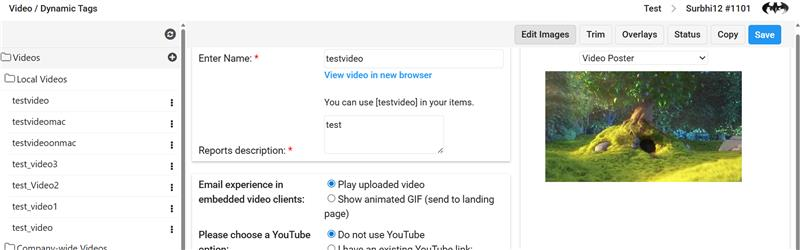 Video / Dynamic Tags
Test > Surbhi12 #1101
Edit Images Trim Overlays Status Copy Save
Videos
Local Videos
testvideo
testvideomac
testvideoonmac
test_video3
test_Video2
test_video1
test_video
Company-wide Videos
Enter Name: * testvideo
View video in new browser
You can use [testvideo] in your items.
Reports description: * test
Email experience in
embedded video clients:
Play uploaded video
Show animated GIF (send to landing
page)
Please choose a YouTube
option:
Do not use YouTube
I have an existing YouTube link:
Video Poster